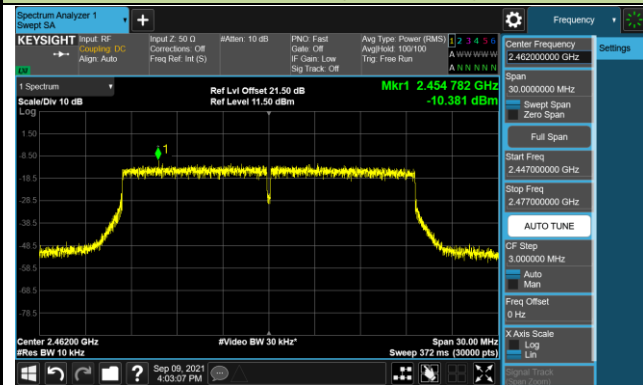 Spectrum Analyzer 1
Swept SA
+
Frequency
KEYSIGHT
Input: RF
Coupling: DC
Align: Auto
Input Z: 50 Ω
Corrections: Off
Freq Ref: Int (S)
#Atten: 10 dB
PNO: Fast
Gate: Off
IF Gain: Low
Sig Track: Off
Avg Type: Power (RMS)
Avg|Hold: 100/100
Trig: Free Run
1 2 3 4 5 6
A W W W W W
A N N N N N
LXI
1 Spectrum
Scale/Div 10 dB
Ref Lvl Offset 21.50 dB
Ref Level 11.50 dBm
Mkr1 2.454 782 GHz
-10.381 dBm
Log
1.50
-8.50
-18.5
-28.5
-38.5
-48.5
-58.5
-68.5
-78.5
1
Center 2.46200 GHz
#Res BW 10 kHz
#Video BW 30 kHz*
Span 30.00 MHz
Sweep 372 ms (30000 pts)
Center Frequency
2.462000000 GHz
Settings
Span
30.0000000 MHz
Swept Span
Zero Span
Full Span
Start Freq
2.447000000 GHz
Stop Freq
2.477000000 GHz
AUTO TUNE
CF Step
3.000000 MHz
Auto
Man
Freq Offset
0 Hz
X Axis Scale
Log
Lin
Signal Track
(Span Zoom)
?
Sep 09, 2021
4:03:07 PM